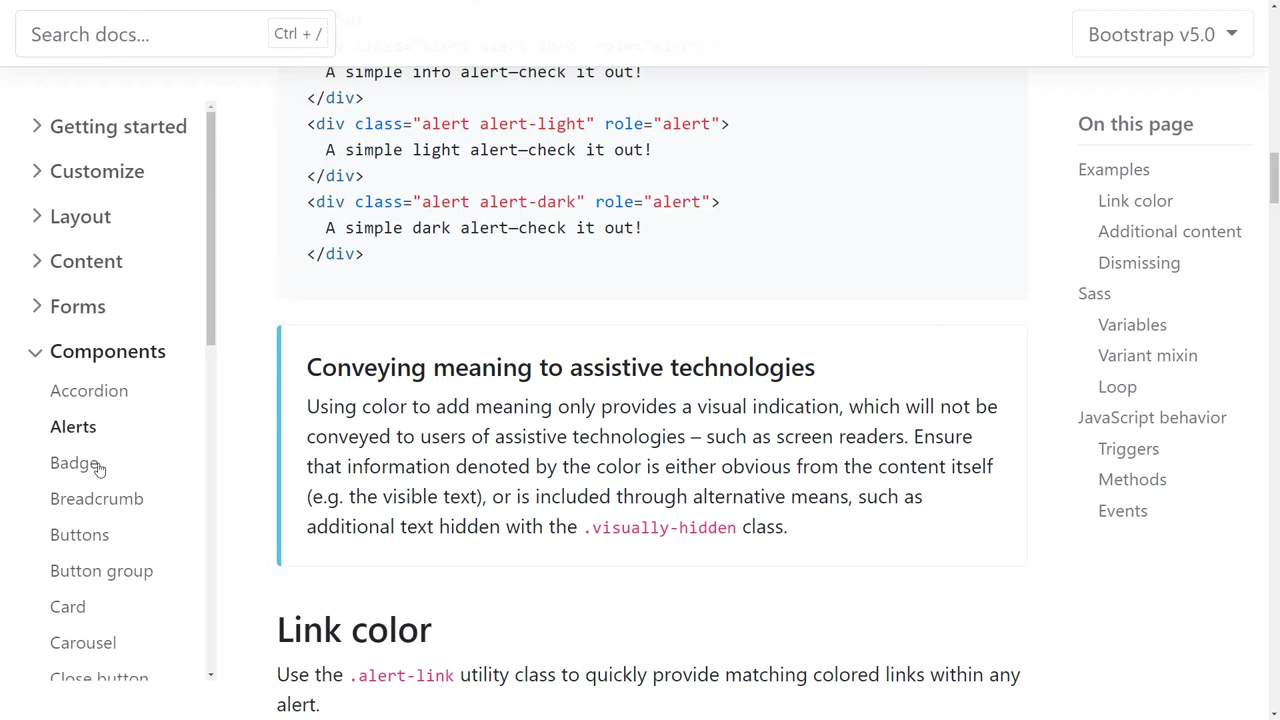 Search docs...
Ctrl + /
Bootstrap v5.0
Getting started
Customize
Layout
Content
Forms
Components
Accordion
Alerts
Badge
Breadcrumb
Buttons
Button group
Card
Carousel
Close button
A simple info alert—check it out!
</div>
<div class="alert alert-light" role="alert">
A simple light alert—check it out!
</div>
<div class="alert alert-dark" role="alert">
A simple dark alert—check it out!
</div>
Conveying meaning to assistive technologies
Using color to add meaning only provides a visual indication, which will not be
conveyed to users of assistive technologies – such as screen readers. Ensure
that information denoted by the color is either obvious from the content itself
(e.g. the visible text), or is included through alternative means, such as
additional text hidden with the .visually-hidden class.
Link color
Use the .alert-link utility class to quickly provide matching colored links within any
alert.
On this page
Examples
Link color
Additional content
Dismissing
Sass
Variables
Variant mixin
Loop
JavaScript behavior
Triggers
Methods
Events